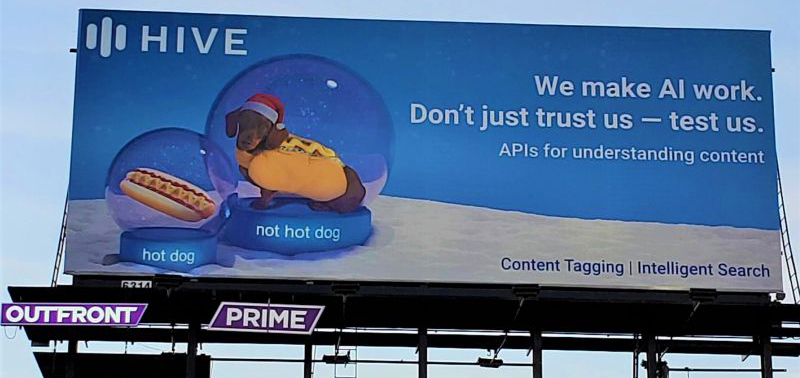 HIVE
We make AI work.
Don't just trust us — test us.
APIs for understanding content
not hot dog
hot dog
Content Tagging | Intelligent Search
6314
OUTFRONT
PRIME